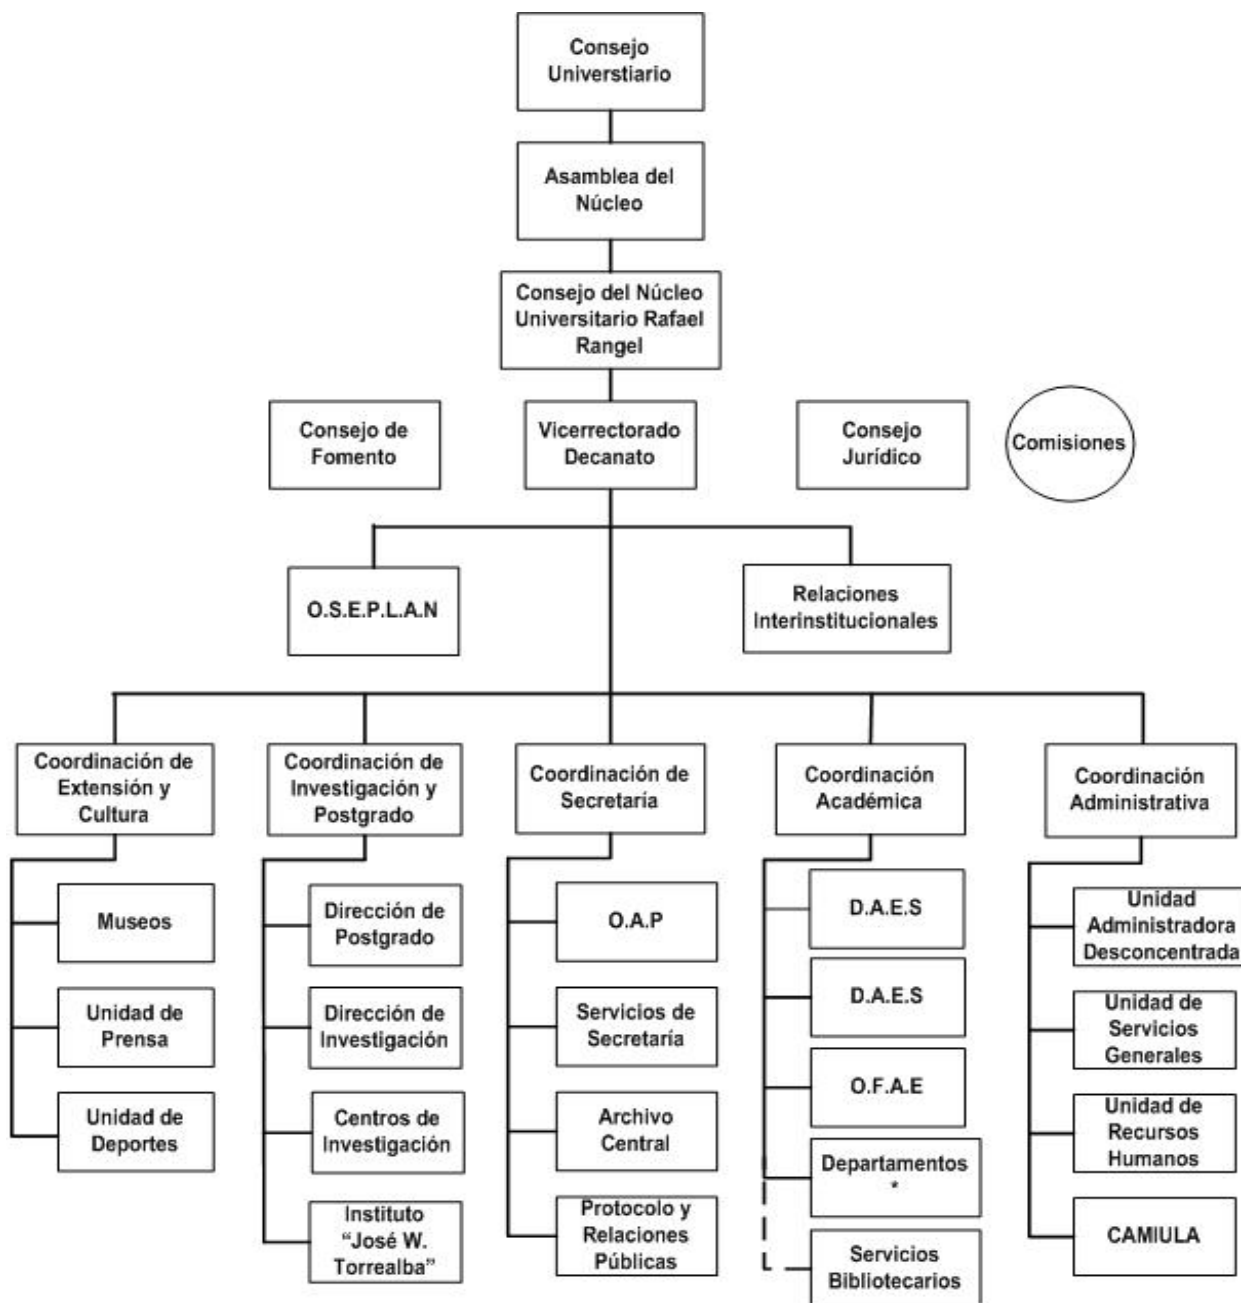 Consejo
Universtiario
Asamblea del
Núcleo
Consejo del Núcleo
Universitario Rafael
Rangel
Consejo de
Fomento
Vicerrectorado
Decanato
Consejo
Jurídico
Comisiones
O.S.E.P.L.A.N
Relaciones
Interinstitucionales
Coordinación de
Extensión y
Cultura
Coordinación de
Investigación y
Postgrado
Coordinación de
Secretaría
Coordinación
Académica
Coordinación
Administrativa
Museos
Unidad de
Prensa
Unidad de
Deportes
Dirección de
Postgrado
Dirección de
Investigación
Centros de
Investigación
Instituto
“José W.
Torrealba”
O.A.P
Servicios de
Secretaría
Archivo
Central
Protocolo y
Relaciones
Públicas
D.A.E.S
D.A.E.S
O.F.A.E
Departamentos
*
Servicios
Bibliotecarios
Unidad
Administradora
Desconcentrada
Unidad de
Servicios
Generales
Unidad de
Recursos
Humanos
CAMIULA